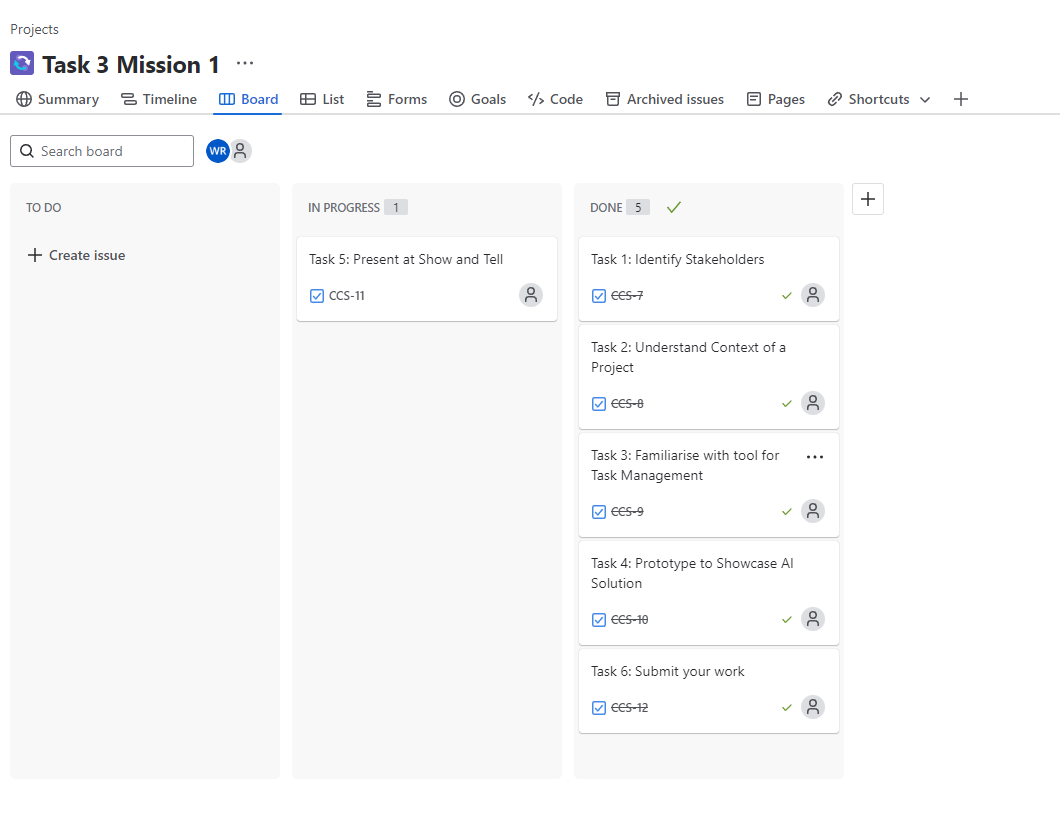 Projects
Task 3 Mission 1
Summary Timeline Board List Forms Goals Code Archived issues Pages Shortcuts
Search board WR
TO DO
Create issue
IN PROGRESS 1
Task 5: Present at Show and Tell
CCS-11
DONE 5
Task 1: Identify Stakeholders
CCS-7
Task 2: Understand Context of a
Project
CCS-8
Task 3: Familiarise with tool for
Task Management
CCS-9
Task 4: Prototype to Showcase AI
Solution
CCS-10
Task 6: Submit your work
CCS-12